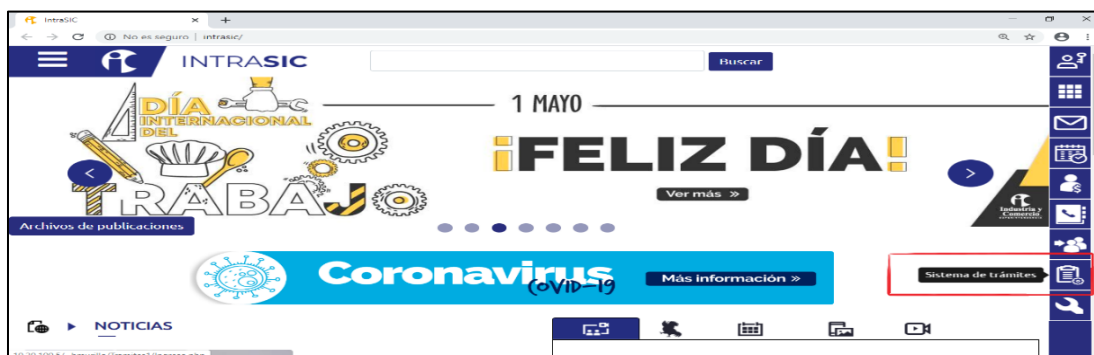 IntraSIC
No es seguro | intrasic/
INTRASIC
Buscar
DÍA
INTERNACIONAL
DEL
TRABAJO
1 MAYO
¡FELIZ DÍA!
Ver más »
Industria y
Comercio
Archivos de publicaciones
Coronavirus
COVID-19
Más información »
Sistema de trámites
NOTICIAS